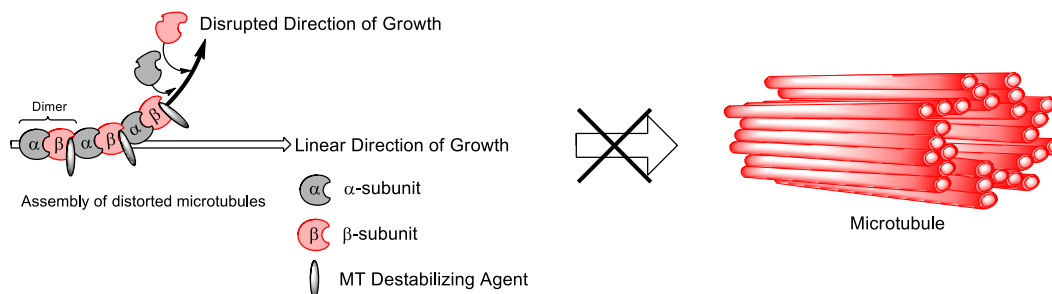 Disrupted Direction of Growth
Dimer
α β α β α β
Linear Direction of Growth
Assembly of distorted microtubules
α α-subunit
β β-subunit
MT Destabilizing Agent
Microtubule